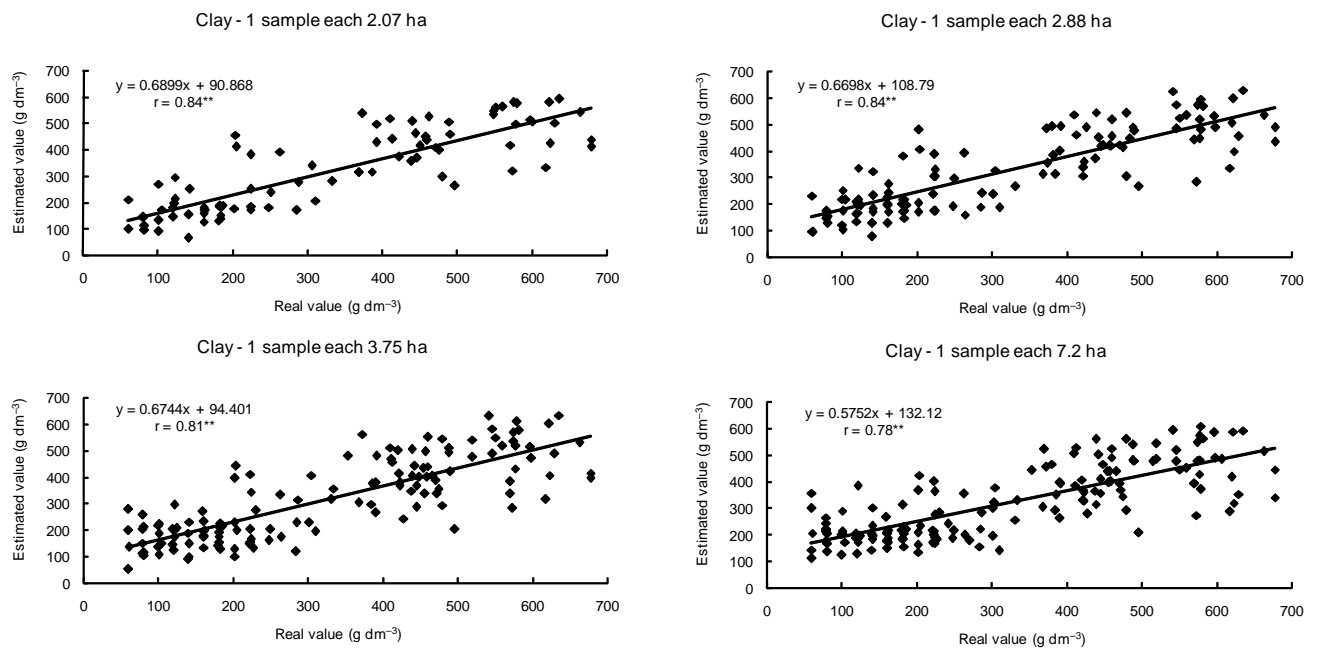 Clay - 1 sample each 2.07 ha
Estimated value (g dm⁻³)
700
600
500
400
300
200
100
0
y = 0.6899x + 90.868
r = 0.84**
0 100 200 300 400 500 600 700
Real value (g dm⁻³)
Clay - 1 sample each 2.88 ha
Estimated value (g dm⁻³)
700
600
500
400
300
200
100
0
y = 0.6698x + 108.79
r = 0.84**
0 100 200 300 400 500 600 700
Real value (g dm⁻³)
Clay - 1 sample each 3.75 ha
Estimated value (g dm⁻³)
700
600
500
400
300
200
100
0
y = 0.6744x + 94.401
r = 0.81**
0 100 200 300 400 500 600 700
Real value (g dm⁻³)
Clay - 1 sample each 7.2 ha
Estimated value (g dm⁻³)
700
600
500
400
300
200
100
0
y = 0.5752x + 132.12
r = 0.78**
0 100 200 300 400 500 600 700
Real value (g dm⁻³)